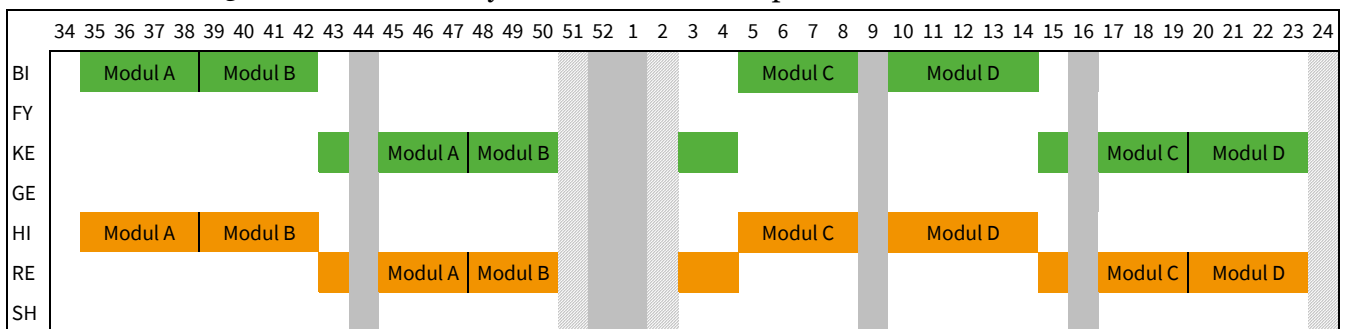 34 35 36 37 38 39 40 41 42 43 44 45 46 47 48 49 50 51 52 1 2 3 4 5 6 7 8 9 10 11 12 13 14 15 16 17 18 19 20 21 22 23 24
BI Modul A Modul B Modul C Modul D
FY
KE Modul A Modul B Modul C Modul D
GE
HI Modul A Modul B Modul C Modul D
RE Modul A Modul B Modul C Modul D
SH